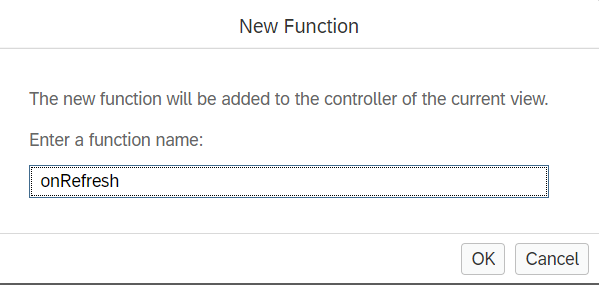 New Function
The new function will be added to the controller of the current view.
Enter a function name:
onRefresh
OK Cancel